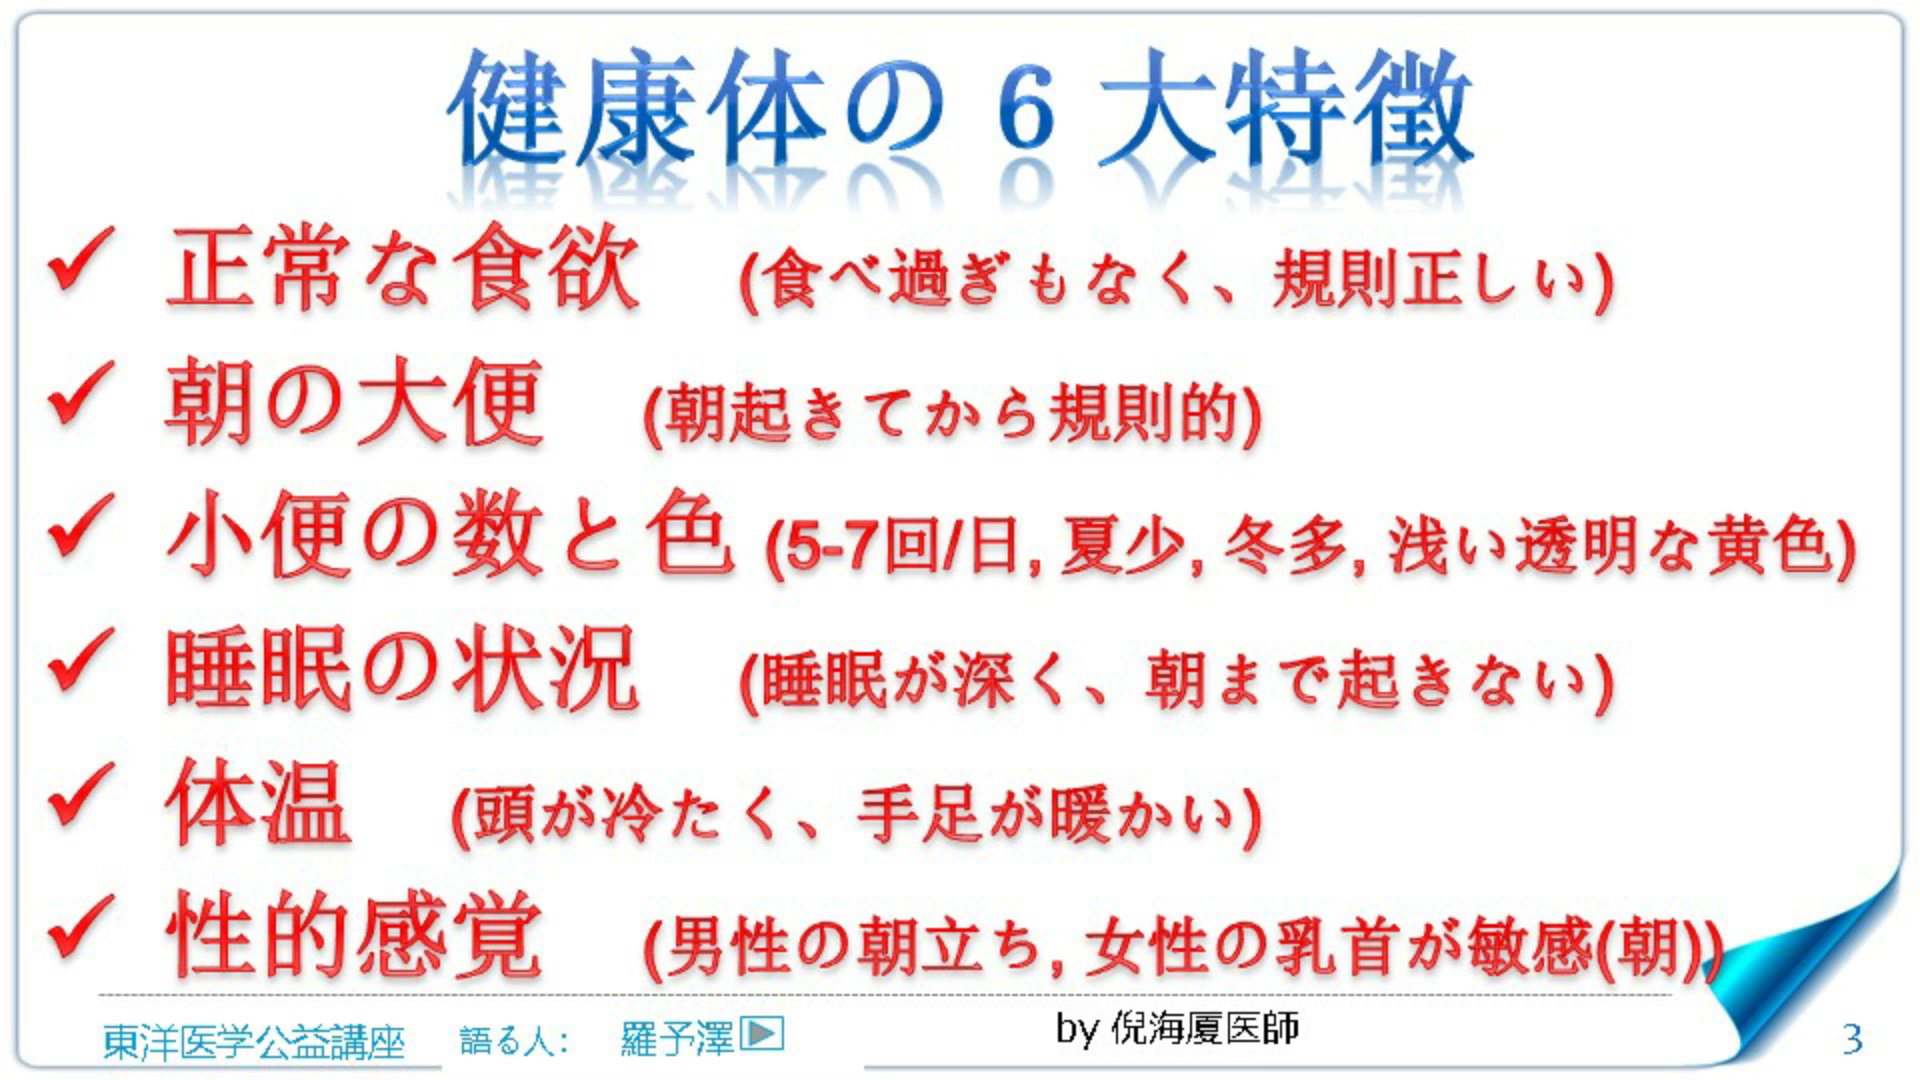 健康体の 6 大特徴
✓ 正常な食欲 (食べ過ぎもなく、規則正しい)
✓ 朝の大便 (朝起きてから規則的)
✓ 小便の数と色 (5-7回/日, 夏少, 冬多, 浅い透明な黄色)
✓ 睡眠の状況 (睡眠が深く、朝まで起きない)
✓ 体温 (頭が冷たく、手足が暖かい)
✓ 性的感覚 (男性の朝立ち, 女性の乳首が敏感(朝))
東洋医学公益講座 語る人: 羅予澤 by 倪海厦医師 3